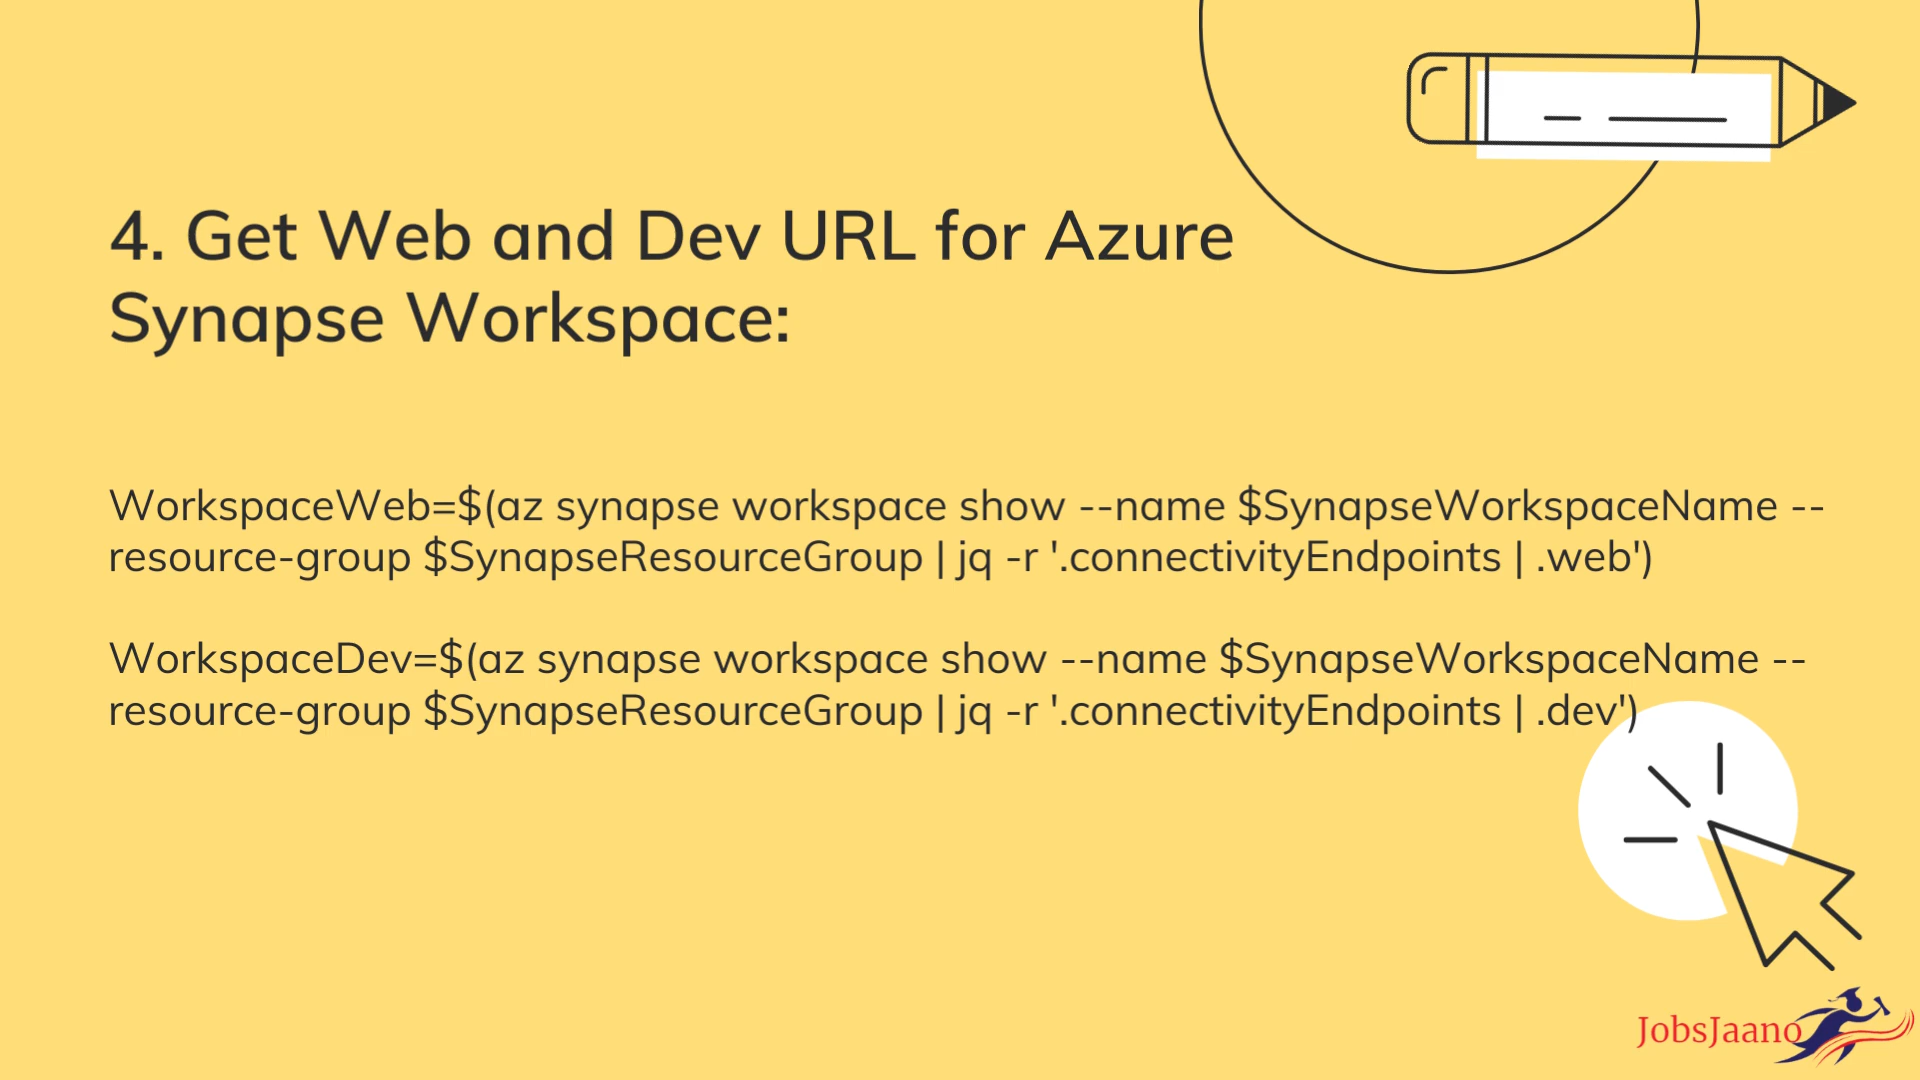 4. Get Web and Dev URL for Azure
Synapse Workspace:
WorkspaceWeb=$(az synapse workspace show --name $SynapseWorkspaceName --
resource-group $SynapseResourceGroup | jq -r '.connectivityEndpoints | .web')
WorkspaceDev=$(az synapse workspace show --name $SynapseWorkspaceName --
resource-group $SynapseResourceGroup | jq -r '.connectivityEndpoints | .dev')
JobsJaano